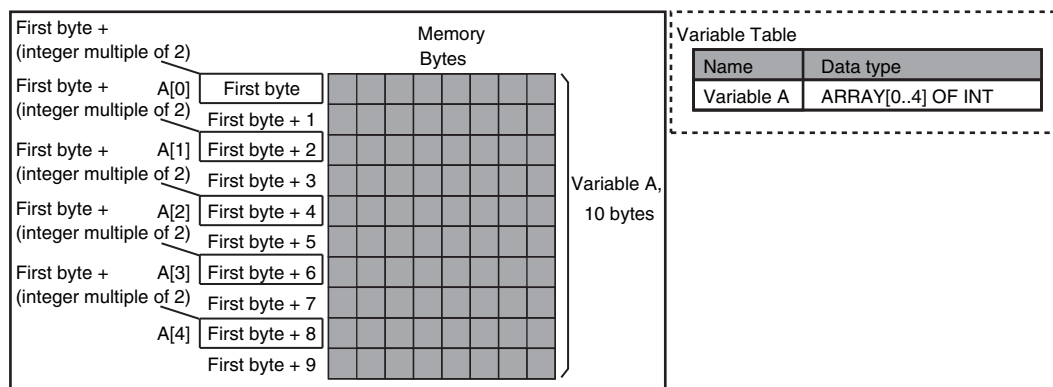 First byte +
(integer multiple of 2)
Memory
Bytes
First byte +
(integer multiple of 2)
A[0]
First byte
First byte + 1
First byte +
(integer multiple of 2)
A[1]
First byte + 2
First byte + 3
First byte +
(integer multiple of 2)
A[2]
First byte + 4
First byte + 5
First byte +
(integer multiple of 2)
A[3]
First byte + 6
First byte + 7
A[4]
First byte + 8
First byte + 9
Variable A,
10 bytes
Variable Table
Name Data type
Variable A ARRAY[0..4] OF INT